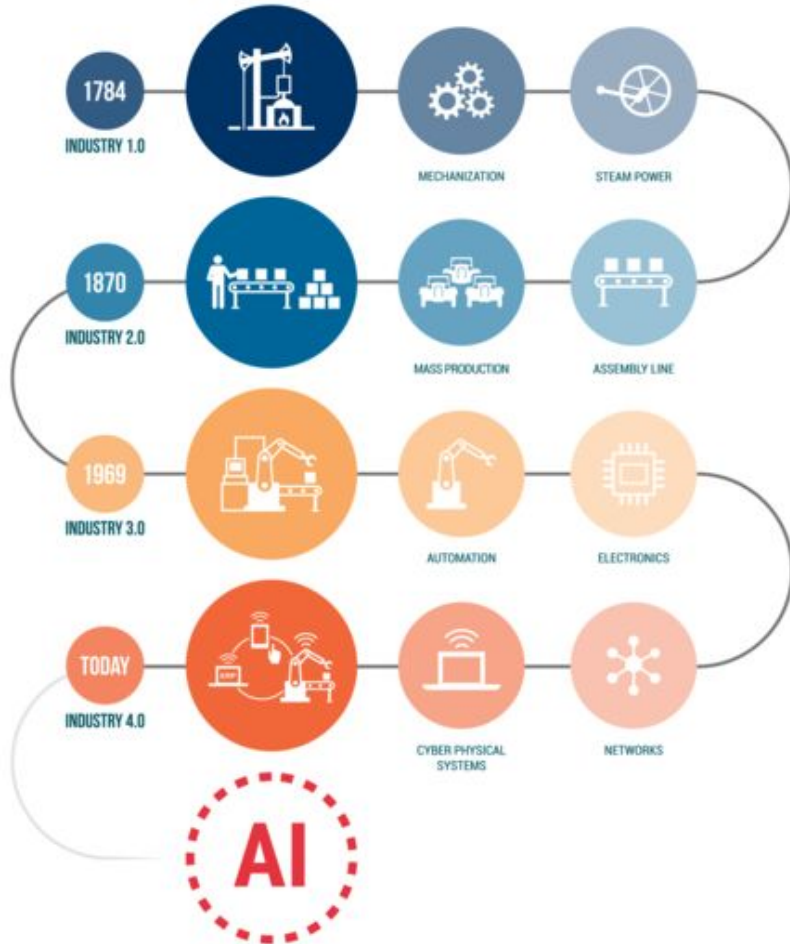 1784
INDUSTRY 1.0
MECHANIZATION
STEAM POWER
1870
INDUSTRY 2.0
MASS PRODUCTION
ASSEMBLY LINE
1969
INDUSTRY 3.0
AUTOMATION
ELECTRONICS
TODAY
INDUSTRY 4.0
CYBER PHYSICAL
SYSTEMS
NETWORKS
AI